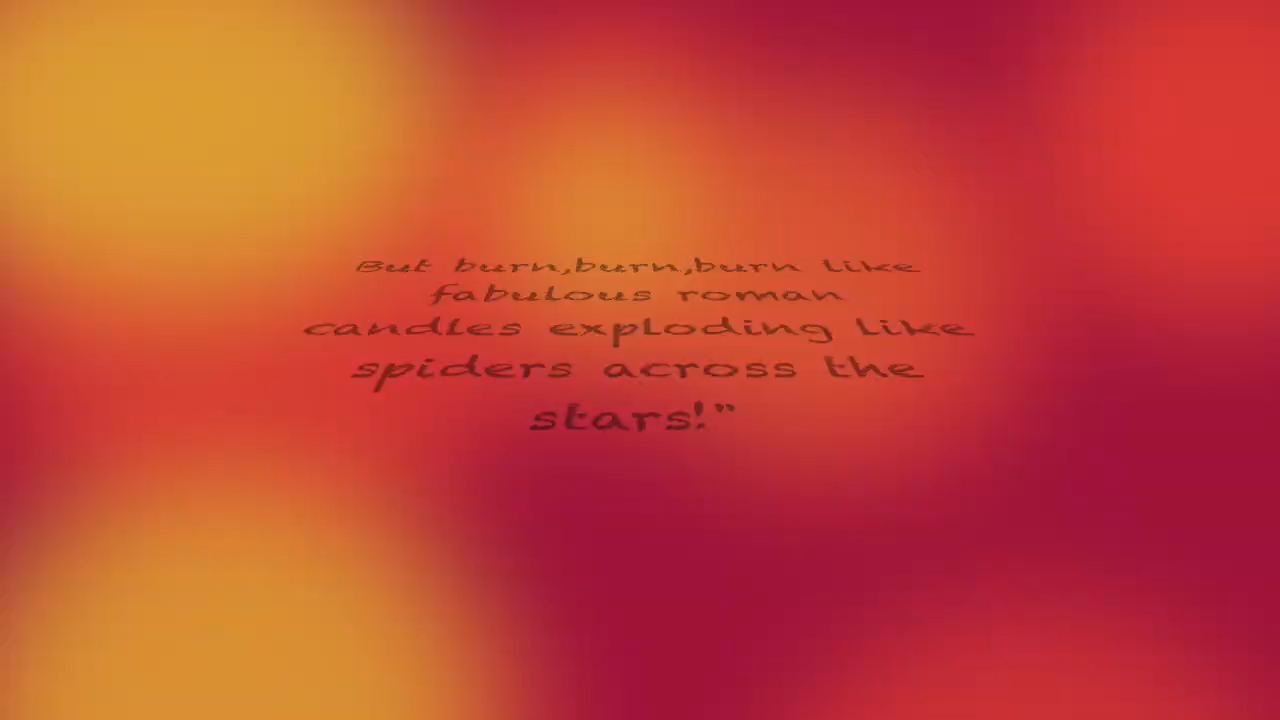 But burn,burn,burn like
fabulous roman
candles exploding like
spiders across the
stars!"